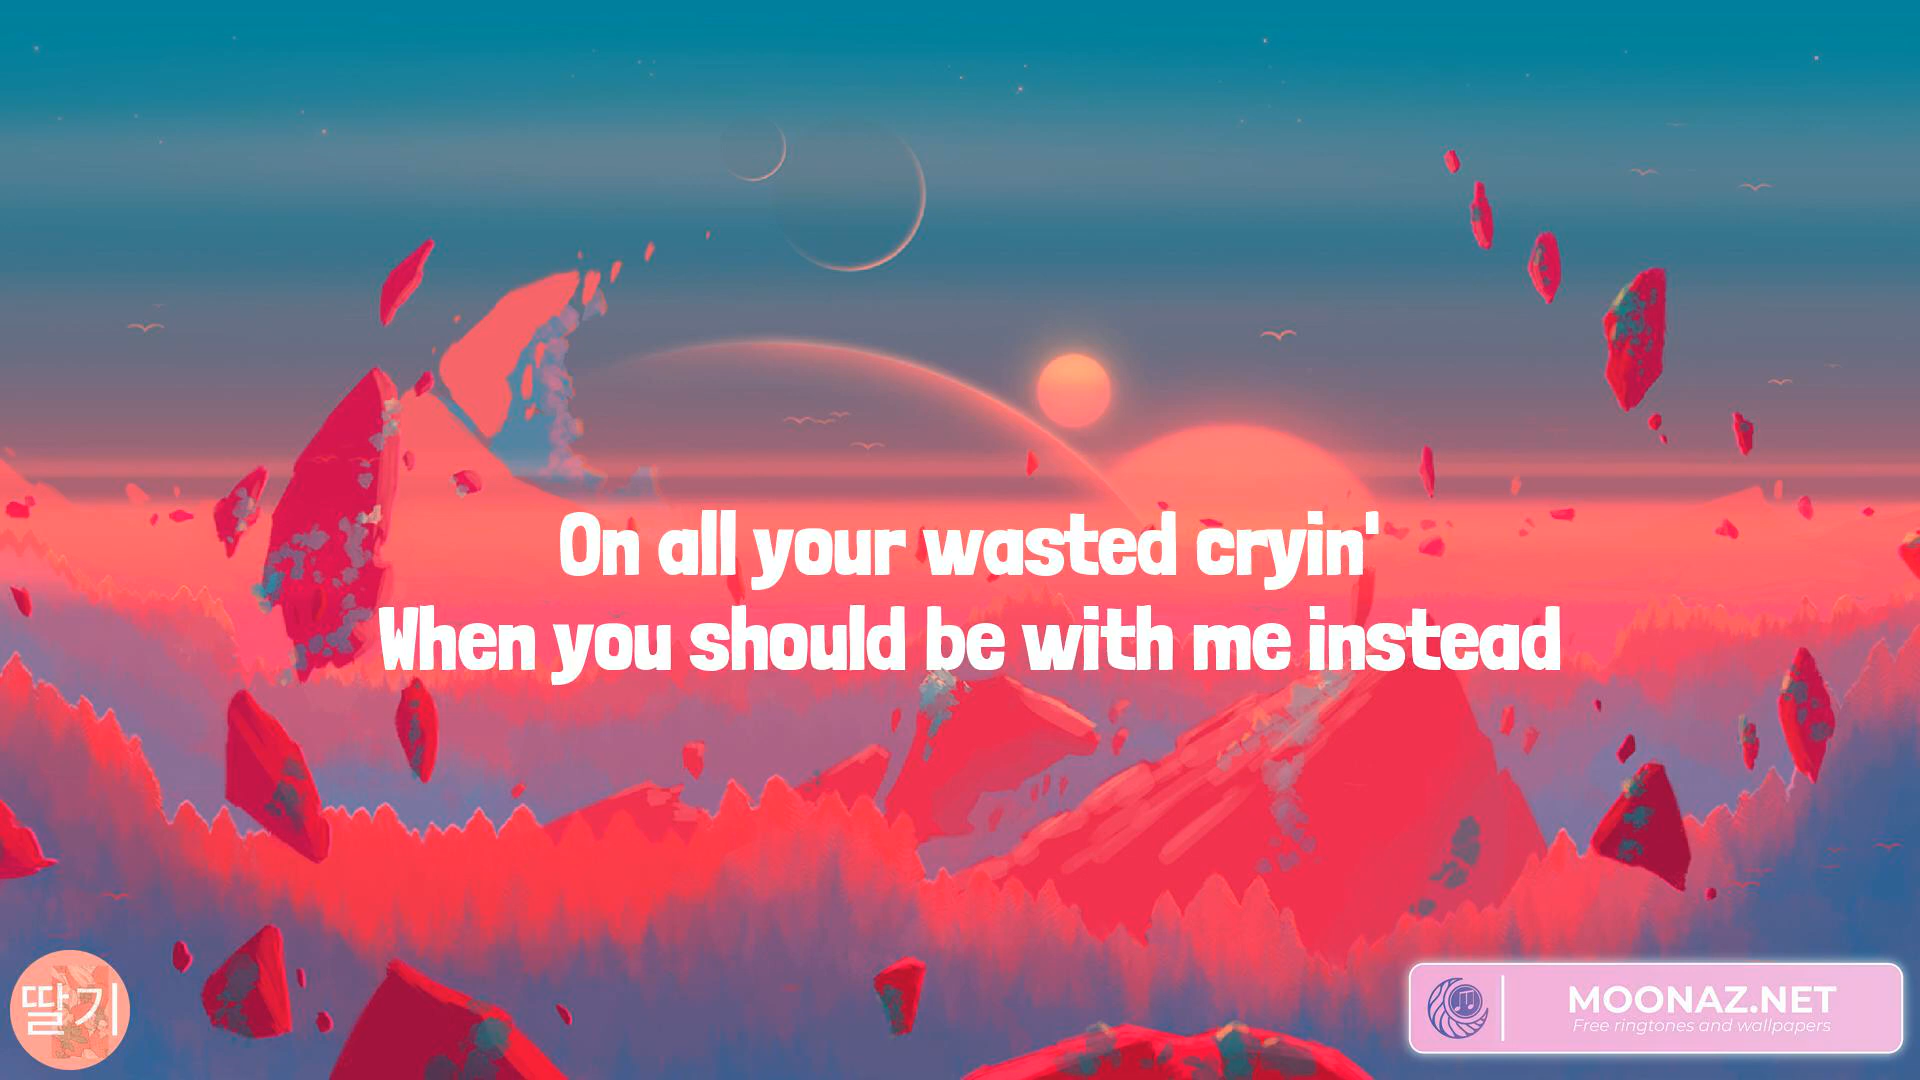 On all your wasted cryin'
When you should be with me instead
딸기
MOONAZ.NET
Free ringtones and wallpapers